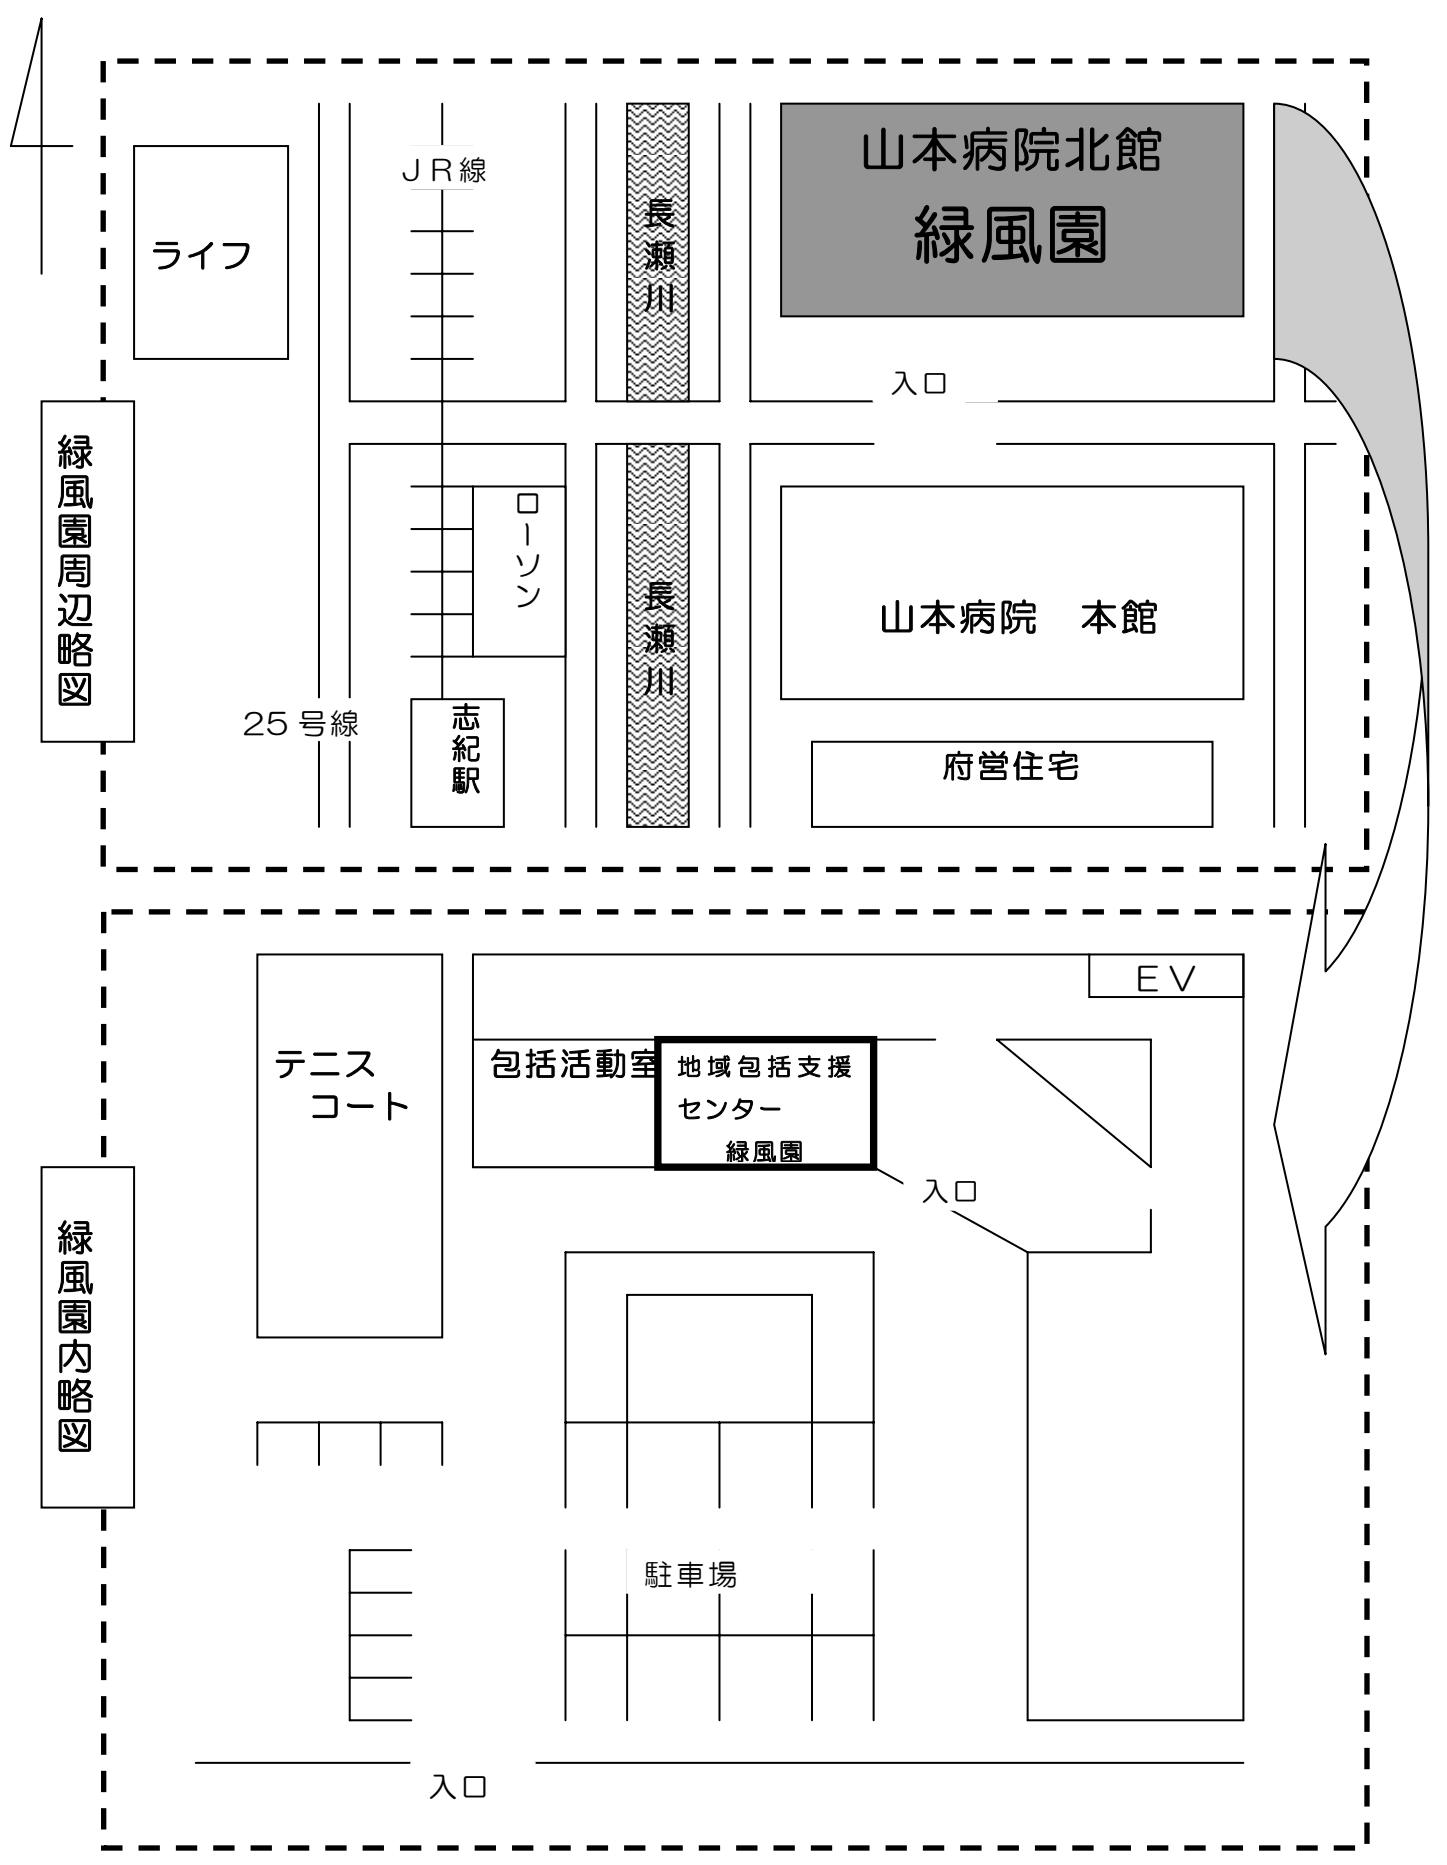 山本病院北館
緑風園
JR線
長瀬川
ライフ
入口
緑風園周辺略図
ローソン
長瀬川
山本病院　本館
25号線
志紀駅
府営住宅
EV
テニス
コート
包括活動室
地域包括支援
センター
緑風園
入口
緑風園内略図
駐車場
入口